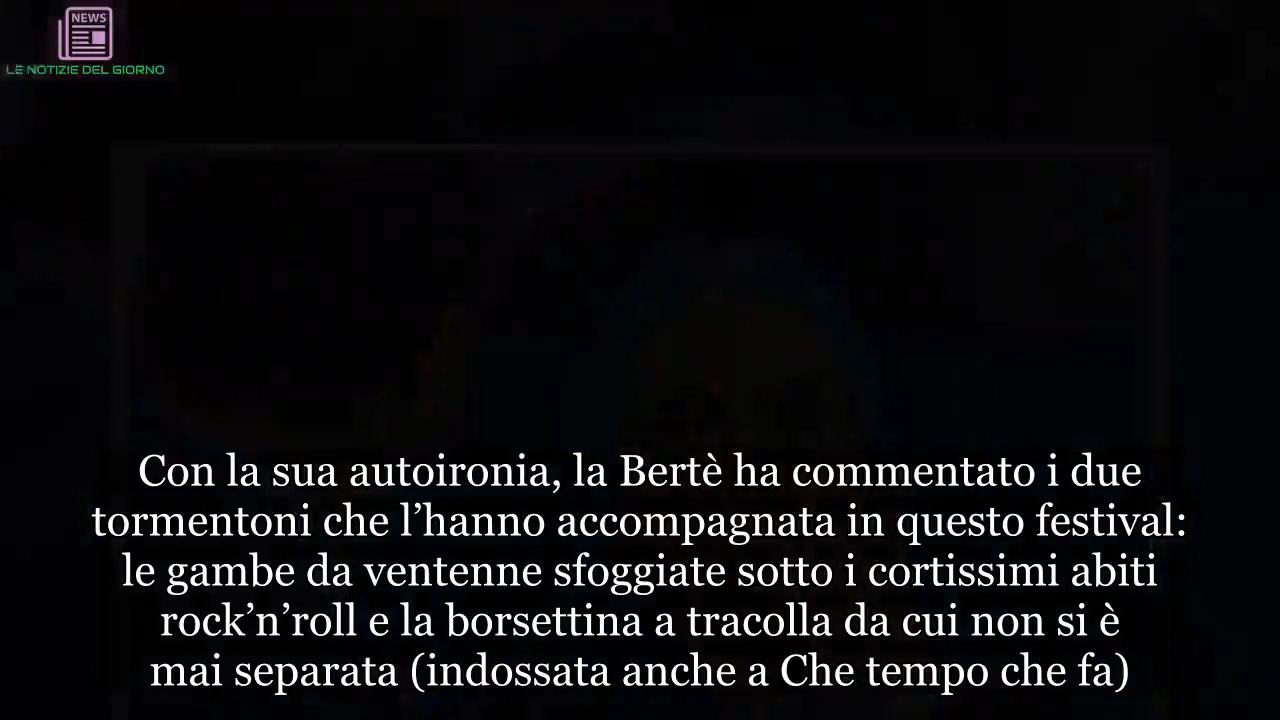 NEWS
LE NOTIZIE DEL GIORNO
Con la sua autoironia, la Bertè ha commentato i due
tormentoni che l’hanno accompagnata in questo festival:
le gambe da ventenne sfoggiate sotto i cortissimi abiti
rock’n’roll e la borsettina a tracolla da cui non si è
mai separata (indossata anche a Che tempo che fa)